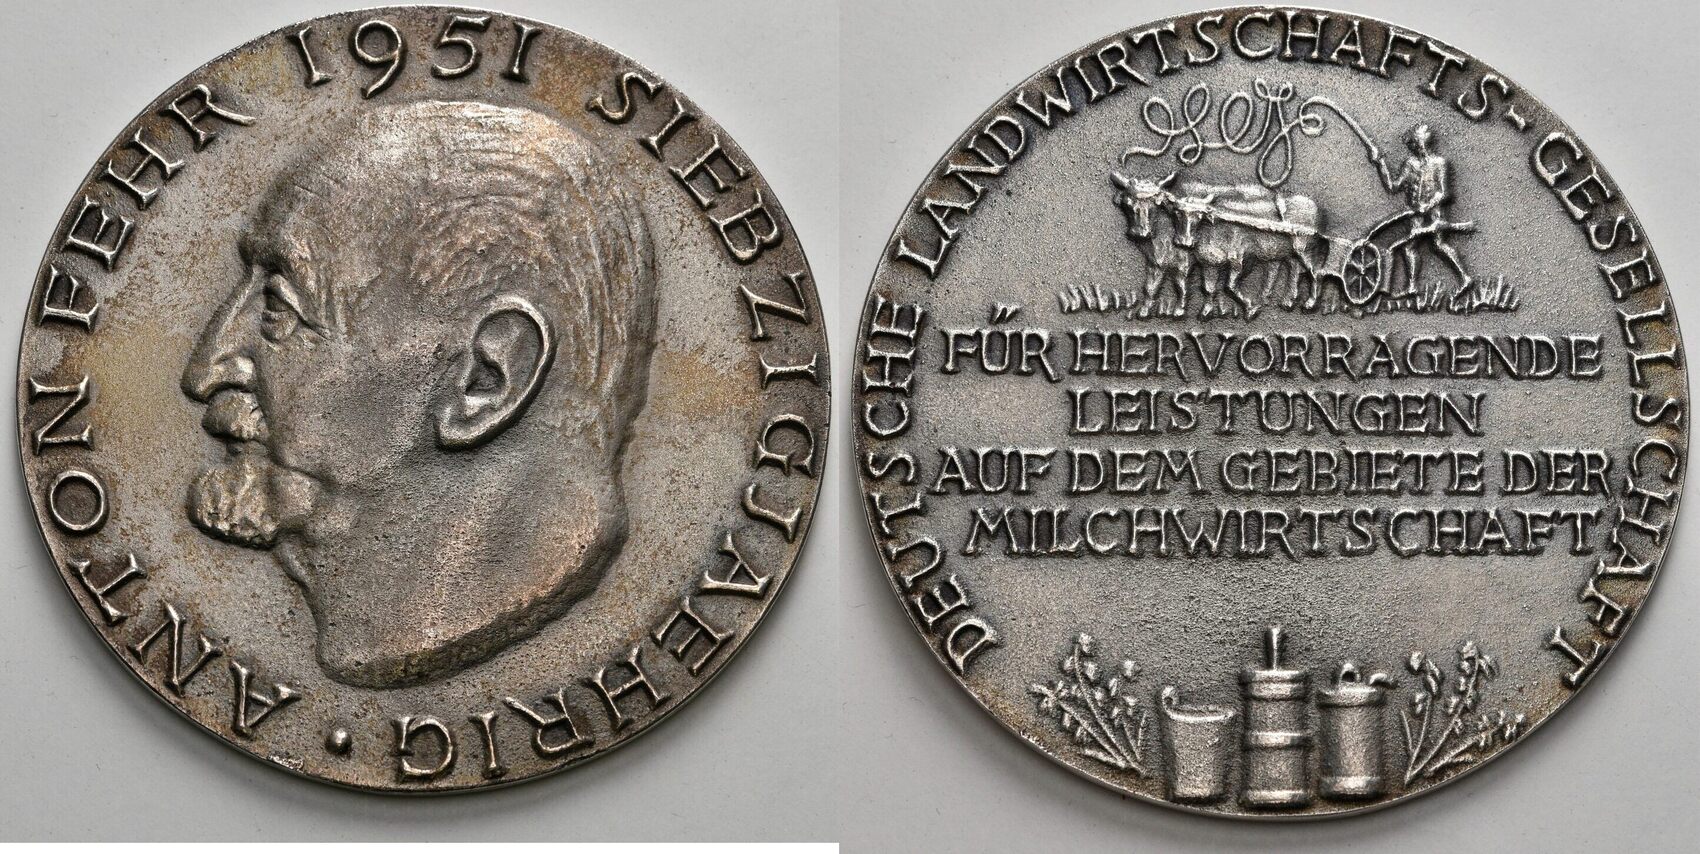 ANTON FEHR 1951 SIEBZIGJAEHRIG •
DEUTSCHE LANDWIRTSCHAFTS-GESELLSCHAFT
FÜR HERVORRAGENDE
LEISTUNGEN
AUF DEM GEBIETE DER
MILCHWIRTSCHAFT